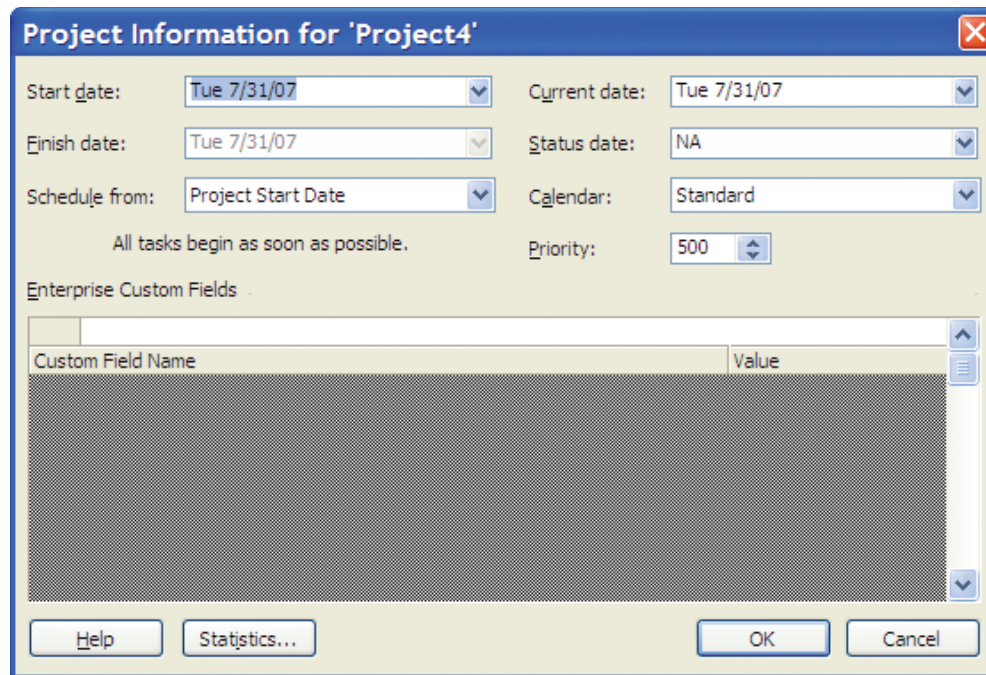 Project Information for 'Project4'
Start date: Tue 7/31/07 Current date: Tue 7/31/07
Finish date: Tue 7/31/07 Status date: NA
Schedule from: Project Start Date Calendar: Standard
All tasks begin as soon as possible. Priority: 500
Enterprise Custom Fields
Custom Field Name Value
Help Statistics... OK Cancel